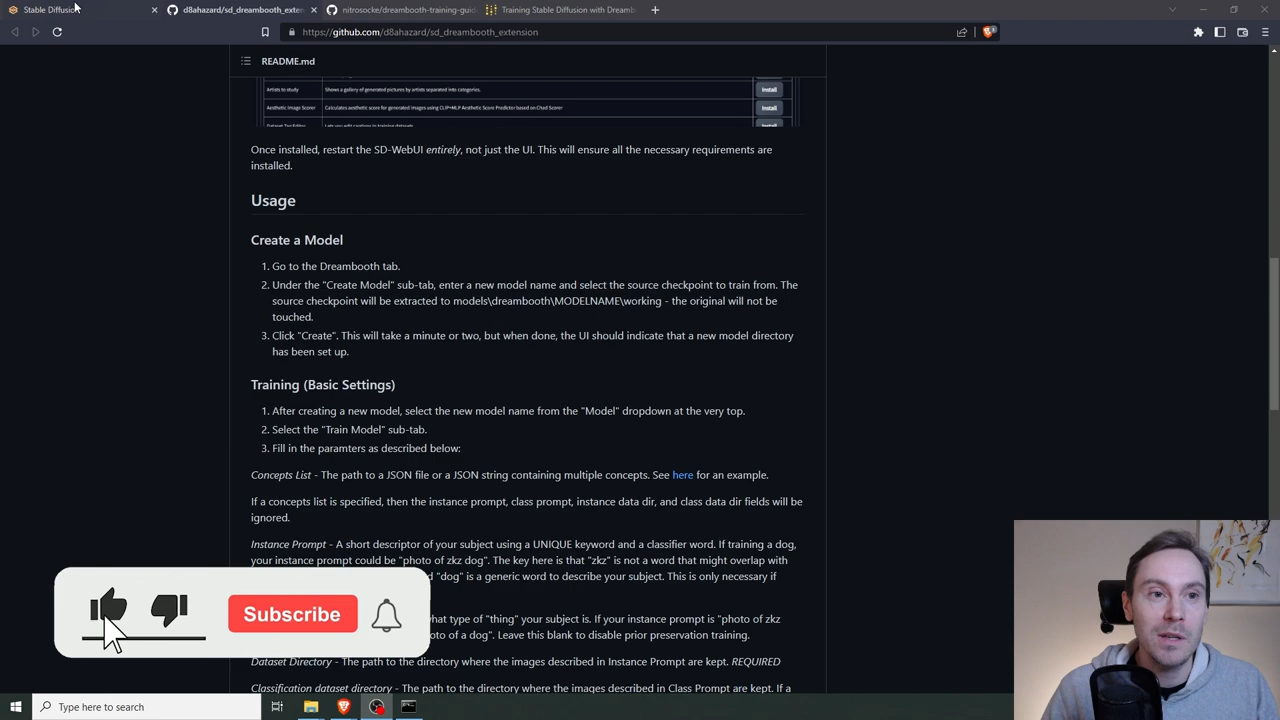 Stable Diffusion
d8ahazard/sd_dreambooth_exten
nitrosocke/dreambooth-training-guid
Training Stable Diffusion with Dreamb
https://github.com/d8ahazard/sd_dreambooth_extension
README.md
Artists to study
Shows a gallery of generated pictures by artists separated into categories.
Install
Aesthetic Image Scorer
Calculates aesthetic score for generated images using CLIP+MLP Aesthetic Score Predictor based on Chad Scorer
Install
Once installed, restart the SD-WebUI entirely, not just the UI. This will ensure all the necessary requirements are
installed.
Usage
Create a Model
1. Go to the Dreambooth tab.
2. Under the "Create Model" sub-tab, enter a new model name and select the source checkpoint to train from. The
source checkpoint will be extracted to models\dreambooth\MODELNAME\working - the original will not be
touched.
3. Click "Create". This will take a minute or two, but when done, the UI should indicate that a new model directory
has been set up.
Training (Basic Settings)
1. After creating a new model, select the new model name from the "Model" dropdown at the very top.
2. Select the "Train Model" sub-tab.
3. Fill in the paramters as described below:
Concepts List - The path to a JSON file or a JSON string containing multiple concepts. See here for an example.
If a concepts list is specified, then the instance prompt, class prompt, instance data dir, and class data dir fields will be
ignored.
Instance Prompt - A short descriptor of your subject using a UNIQUE keyword and a classifier word. If training a dog,
your instance prompt could be "photo of zkz dog". The key here is that "zkz" is not a word that might overlap with
"dog" is a generic word to describe your subject. This is only necessary if
what type of "thing" your subject is. If your instance prompt is "photo of zkz
photo of a dog". Leave this blank to disable prior preservation training.
Dataset Directory - The path to the directory where the images described in Instance Prompt are kept. REQUIRED
Classification dataset directory - The path to the directory where the images described in Class Prompt are kept. If a
Subscribe
Type here to search